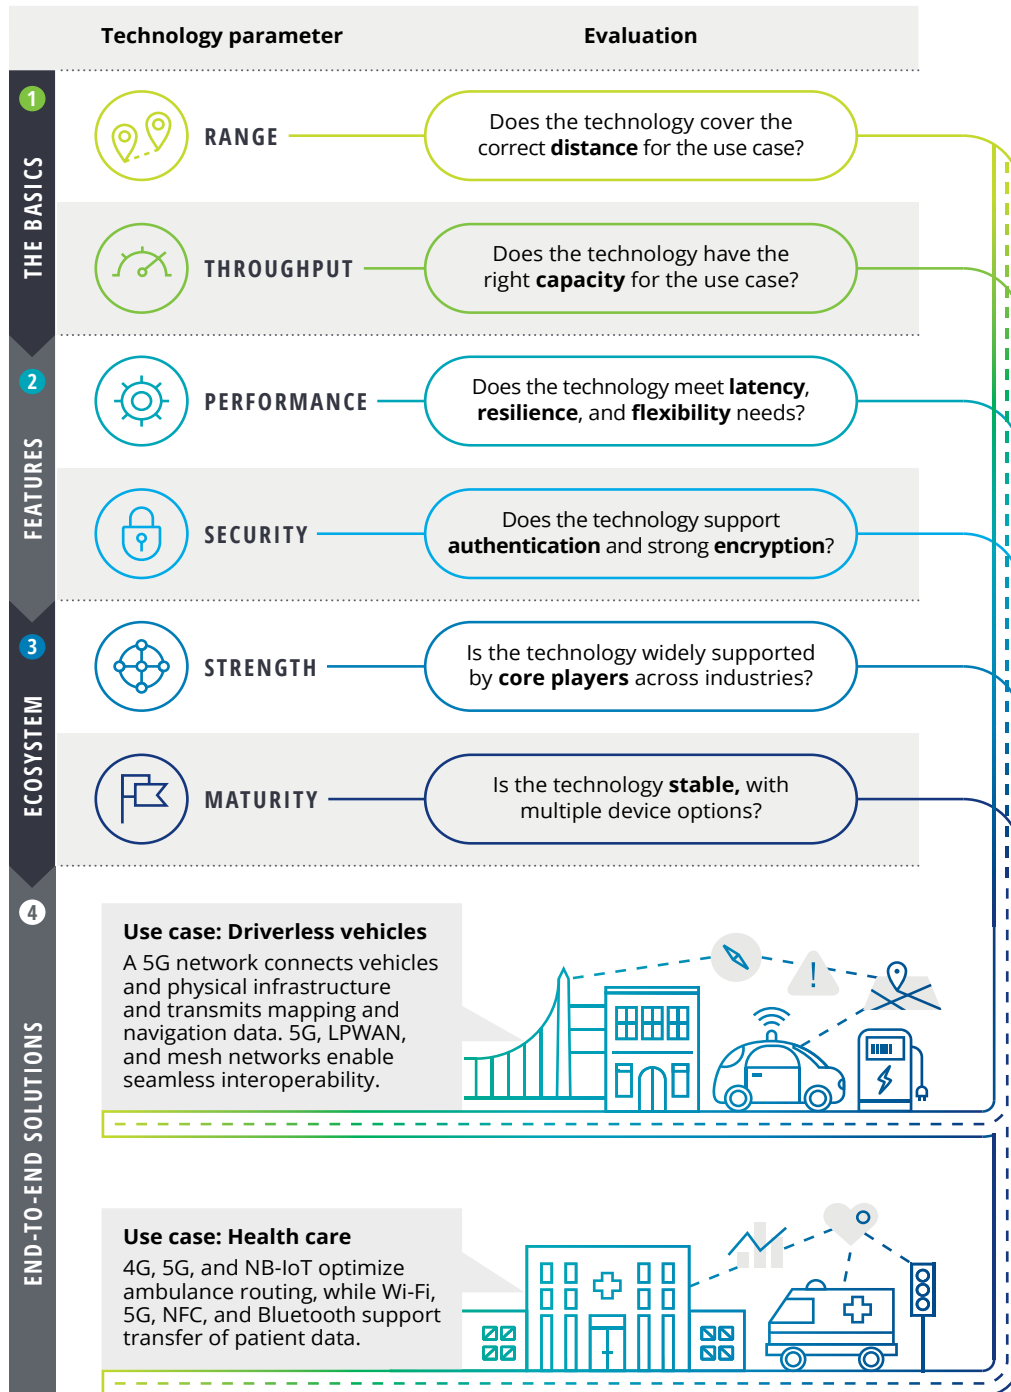 Technology parameter
Evaluation
1
THE BASICS
RANGE
Does the technology cover the
correct distance for the use case?
THROUGHPUT
Does the technology have the
right capacity for the use case?
2
FEATURES
PERFORMANCE
Does the technology meet latency,
resilience, and flexibility needs?
SECURITY
Does the technology support
authentication and strong encryption?
3
ECOSYSTEM
STRENGTH
Is the technology widely supported
by core players across industries?
MATURITY
Is the technology stable, with
multiple device options?
4
END-TO-END SOLUTIONS
Use case: Driverless vehicles
A 5G network connects vehicles
and physical infrastructure
and transmits mapping and
navigation data. 5G, LPWAN,
and mesh networks enable
seamless interoperability.
!
Use case: Health care
4G, 5G, and NB-IoT optimize
ambulance routing, while Wi-Fi,
5G, NFC, and Bluetooth support
transfer of patient data.